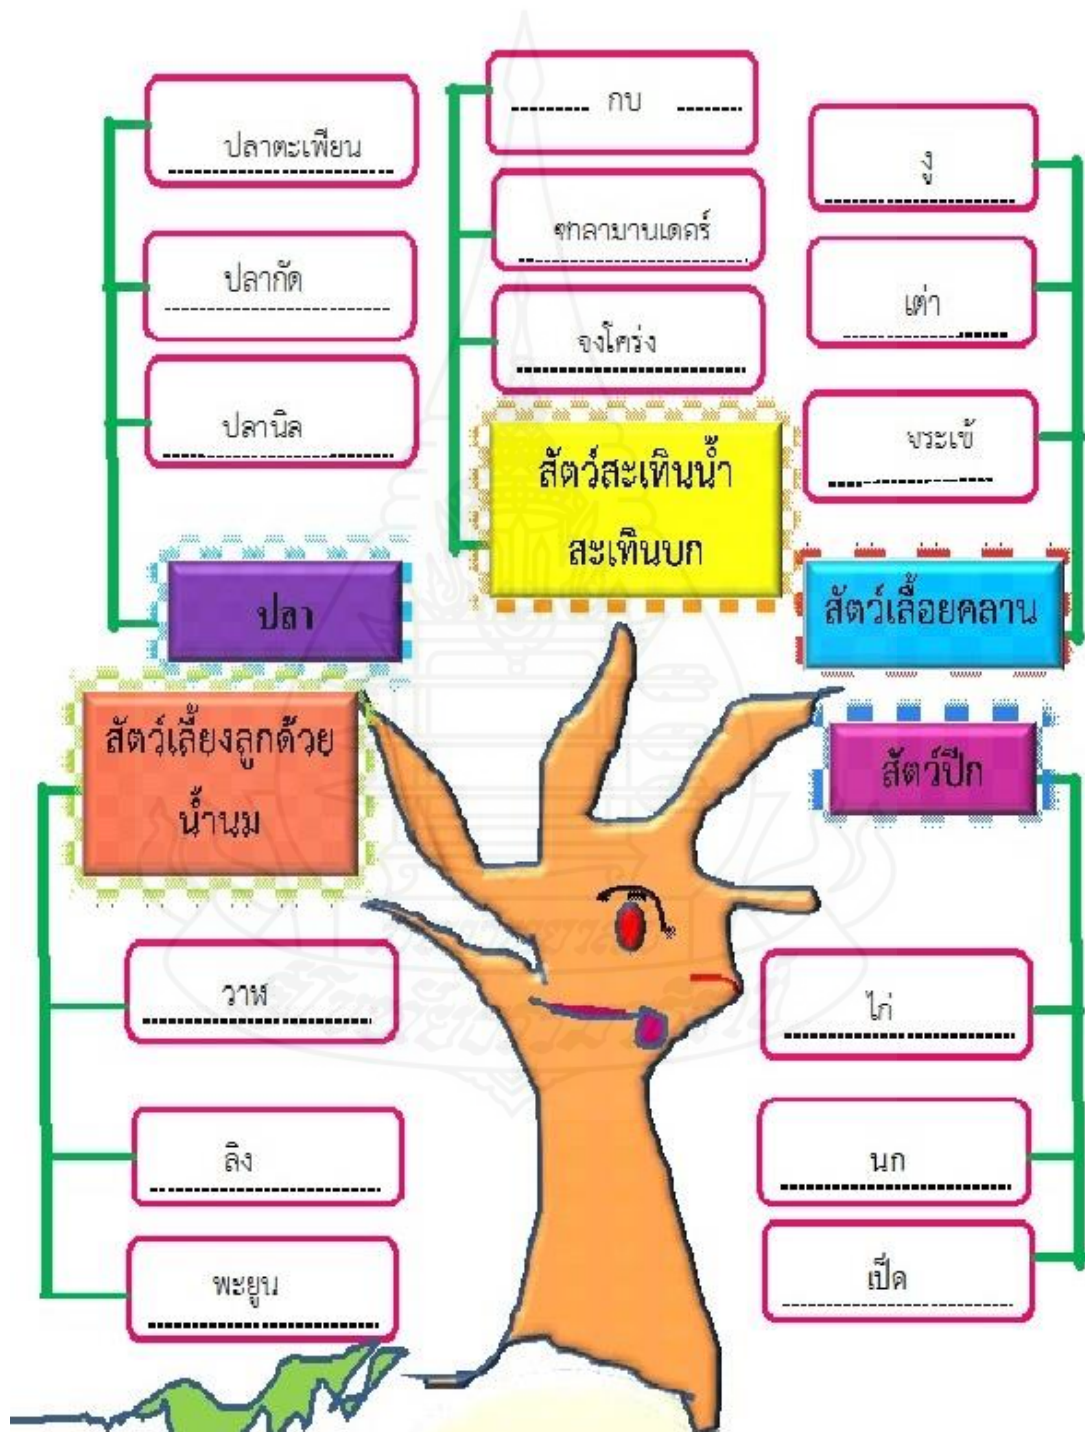 ปลาตะเพียน
ปลากัด
ปลานิล
ปลา
กบ
ซาลามานเดอร์
จงโคร่ง
สัตว์สะเทินน้ำ
สะเทินบก
งู
เต่า
จระเข้
สัตว์เลื้อยคลาน
สัตว์เลี้ยงลูกด้วย
น้ำนม
วาฬ
ลิง
พะยูน
สัตว์ปีก
ไก่
นก
เป็ด